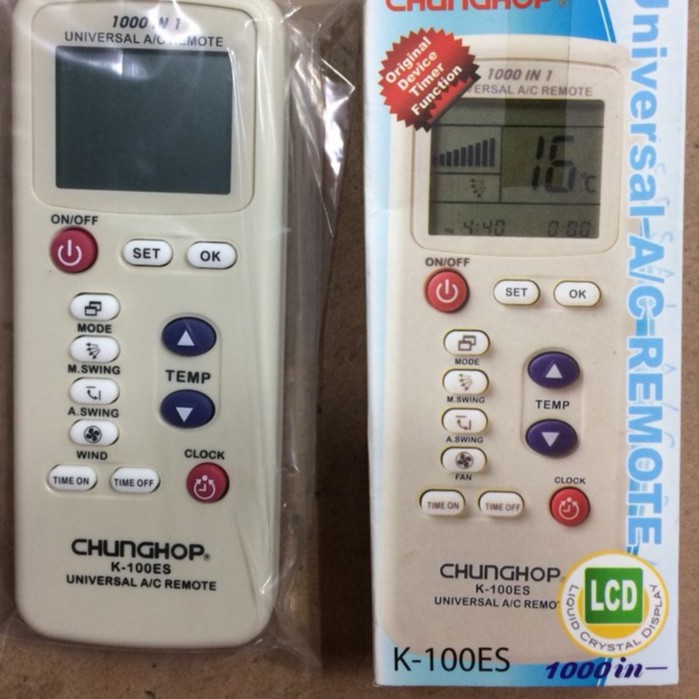 1000 IN 1
UNIVERSAL A/C REMOTE
ON/OFF
SET
OK
MODE
M.SWING
A.SWING
WIND
TEMP
CLOCK
TIME ON
TIME OFF
CHUNGHOP®
K-100ES
UNIVERSAL A/C REMOTE
CHUNGHOP
Original
Device
Timer
Function
1000 IN 1
UNIVERSAL A/C REMOTE
16°C
4:40
0:00
ON/OFF
SET
OK
MODE
M.SWING
A.SWING
FAN
TEMP
CLOCK
TIME ON
TIME OFF
CHUNGHOP
K-100ES
UNIVERSAL A/C REMO
LCD
LIQUID CRYSTAL DISPLAY
K-100ES
1000 in
Universal A/C REMOTE